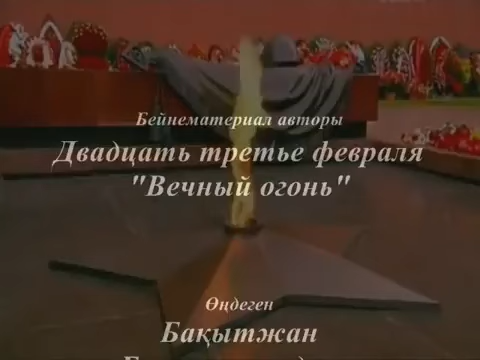 Бейнематериал авторы
Двадцать третье февраля
"Вечный огонь"
Өңдеген
Бақытжан